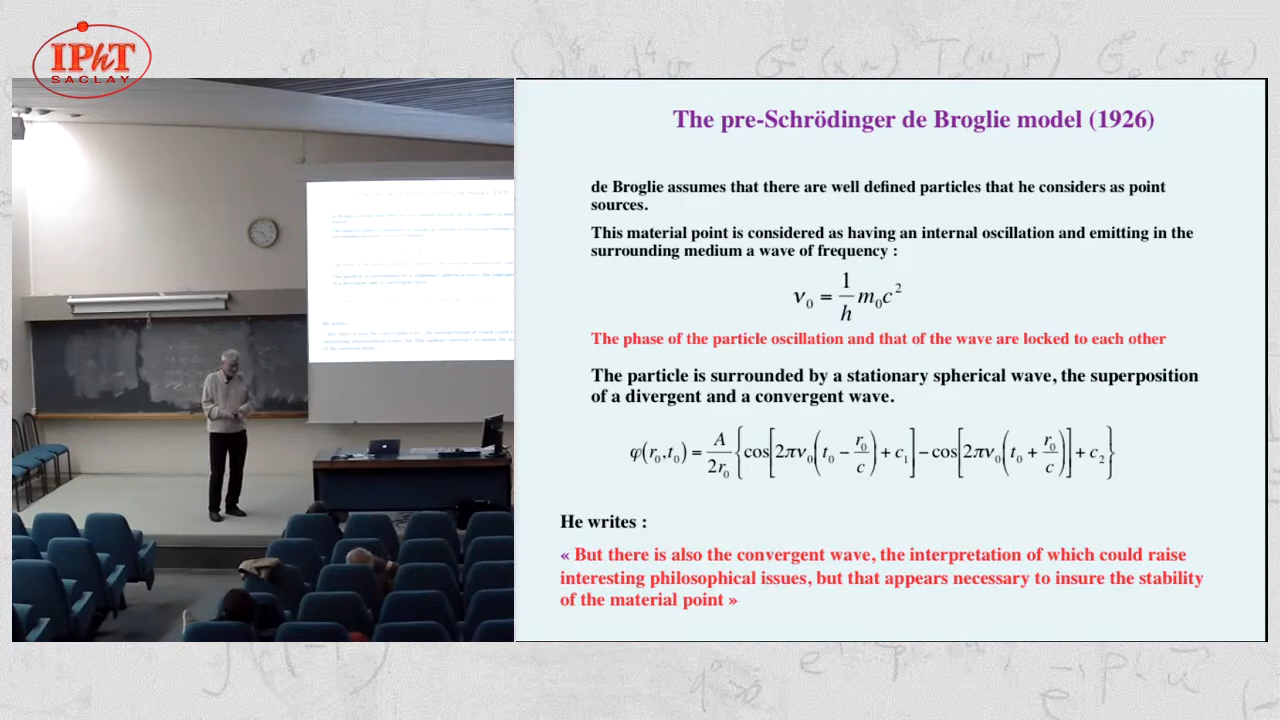 IPhT
SACLAY
The pre-Schrödinger de Broglie model (1926)
de Broglie assumes that there are well defined particles that he considers as point
sources.
This material point is considered as having an internal oscillation and emitting in the
surrounding medium a wave of frequency :
ν₀ = 1/h m₀c²
The phase of the particle oscillation and that of the wave are locked to each other
The particle is surrounded by a stationary spherical wave, the superposition
of a divergent and a convergent wave.
φ(r₀,t₀) = A/2r₀ {cos[2πν₀(t₀ − r₀/c) + c₁] − cos[2πν₀(t₀ + r₀/c)] + c₂}
He writes :
« But there is also the convergent wave, the interpretation of which could raise
interesting philosophical issues, but that appears necessary to insure the stability
of the material point »